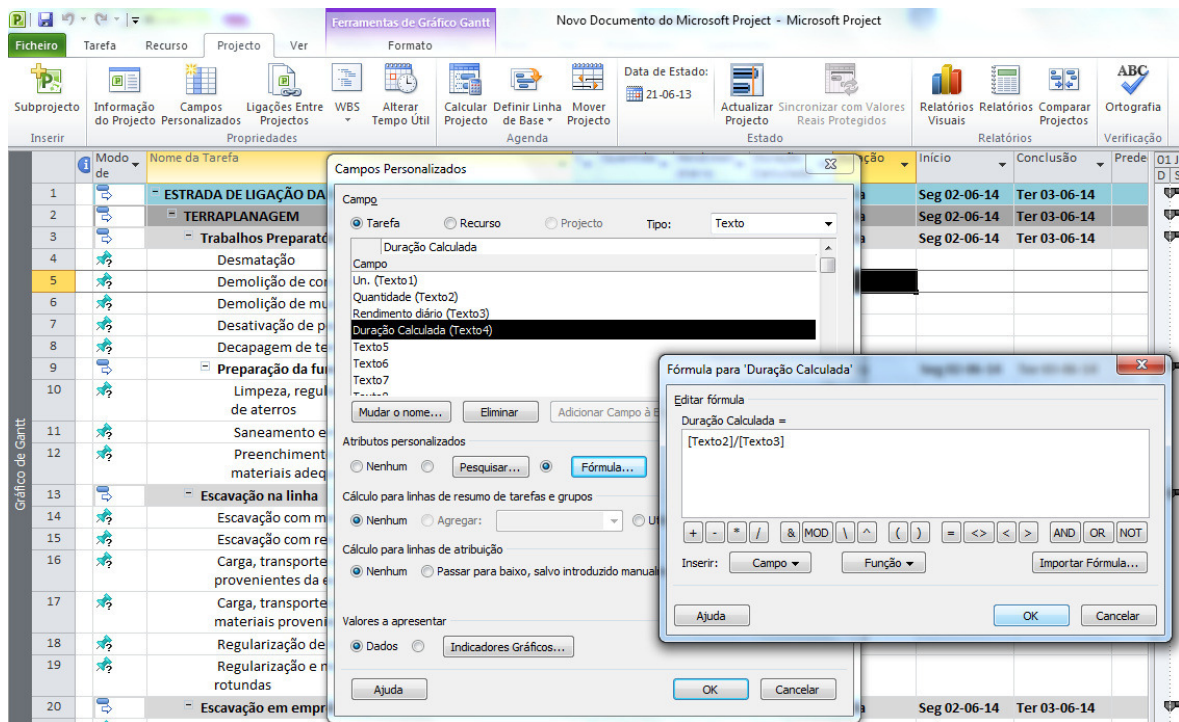 Ferramentas de Gráfico Gantt
Novo Documento do Microsoft Project - Microsoft Project
Ficheiro Tarefa Recurso Projecto Ver Formato
Subprojecto
Informação do Projecto
Campos Personalizados
Ligações Entre Projectos
WBS
Alterar Tempo Útil
Calcular Projecto
Definir Linha de Base
Mover Projecto
Data de Estado:
21-06-13
Actualizar Projecto
Sincronizar com Valores Reais Protegidos
Relatórios Visuais
Relatórios
Comparar Projectos
ABC
Ortografia
Inserir Propriedades Agenda Estado Relatórios Verificação
Modo de Nome da Tarefa ção Início Conclusão Prede 01 J
D S
Gráfico de Gantt
1 ESTRADA DE LIGAÇÃO DA Seg 02-06-14 Ter 03-06-14
2 TERRAPLANAGEM Seg 02-06-14 Ter 03-06-14
3 Trabalhos Preparató Seg 02-06-14 Ter 03-06-14
4 Desmatação
5 Demolição de con
6 Demolição de mu
7 Desativação de p
8 Decapagem de te
9 Preparação da fu
10 Limpeza, regul
de aterros
11 Saneamento e
12 Preenchiment
materiais adeq
13 Escavação na linha
14 Escavação com m
15 Escavação com re
16 Carga, transporte
provenientes da e
17 Carga, transporte
materiais proveni
18 Regularização de
19 Regularização e
rotundas
20 Escavação em empr Seg 02-06-14 Ter 03-06-14
Campos Personalizados
Campo
Tarefa Recurso Projecto Tipo: Texto
Duração Calculada
Campo
Un. (Texto1)
Quantidade (Texto2)
Rendimento diário (Texto3)
Duração Calculada (Texto4)
Texto5
Texto6
Texto7
Mudar o nome... Eliminar Adicionar Campo à E
Atributos personalizados
Nenhum Pesquisar... Fórmula...
Cálculo para linhas de resumo de tarefas e grupos
Nenhum Agregar: Ut
Cálculo para linhas de atribuição
Nenhum Passar para baixo, salvo introduzido manual
Valores a apresentar
Dados Indicadores Gráficos...
Ajuda OK Cancelar
Fórmula para 'Duração Calculada'
Editar fórmula
Duração Calculada =
[Texto2]/[Texto3]
+ - * / & MOD \ ^ ( ) = <> < > AND OR NOT
Inserir: Campo Função Importar Fórmula...
Ajuda OK Cancelar